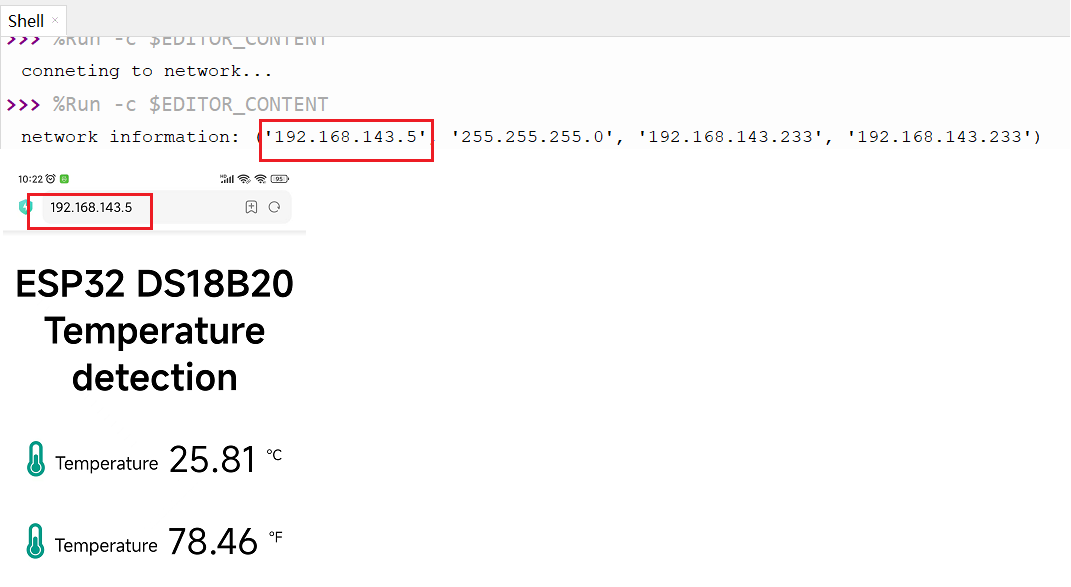 Shell ×
>>> %Run -c $EDITOR_CONTENT
conneting to network...
>>> %Run -c $EDITOR_CONTENT
network information: ('192.168.143.5', '255.255.255.0', '192.168.143.233', '192.168.143.233')
10:22 HD 95
192.168.143.5
ESP32 DS18B20
Temperature
detection
Temperature 25.81 °C
Temperature 78.46 °F